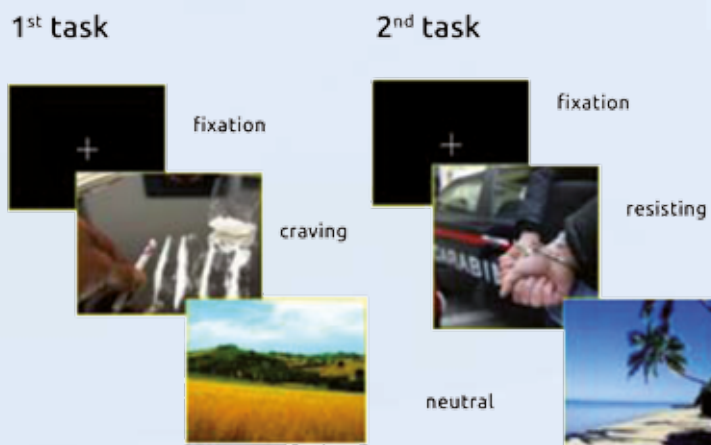 1st task
2nd task
fixation
fixation
craving
resisting
CARABI
neutral